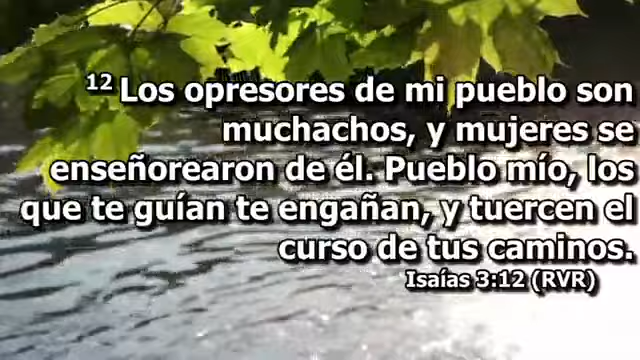 12 Los opresores de mi pueblo son
muchachos, y mujeres se
enseñorearon de él. Pueblo mío, los
que te guían te engañan, y tuercen el
curso de tus caminos.
Isaías 3:12 (RVR)